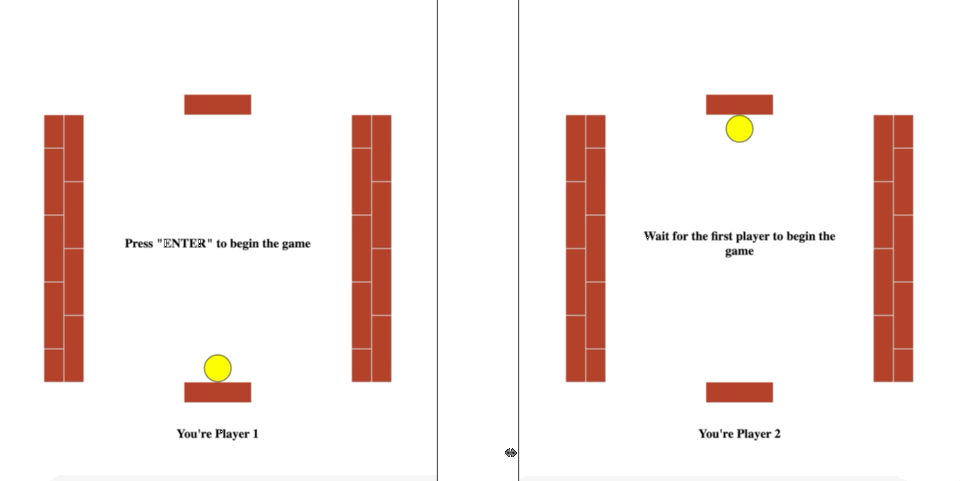 Press "ENTER" to begin the game
You're Player 1
Wait for the first player to begin the
game
You're Player 2